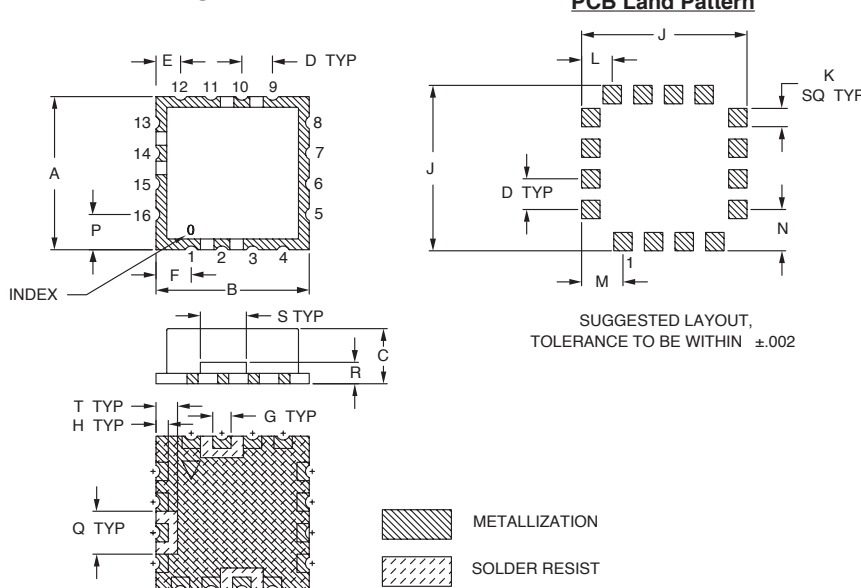 PCB Land Pattern
E
D TYP
12 11 10 9
13
14
15
16
8
7
6
5
A
P
0
1 2 3 4
F
B
INDEX
J
L
K
SQ TYP
J
D TYP
N
1
M
SUGGESTED LAYOUT,
TOLERANCE TO BE WITHIN ±.002
S TYP
C
R
T TYP
H TYP
G TYP
Q TYP
METALLIZATION
SOLDER RESIST